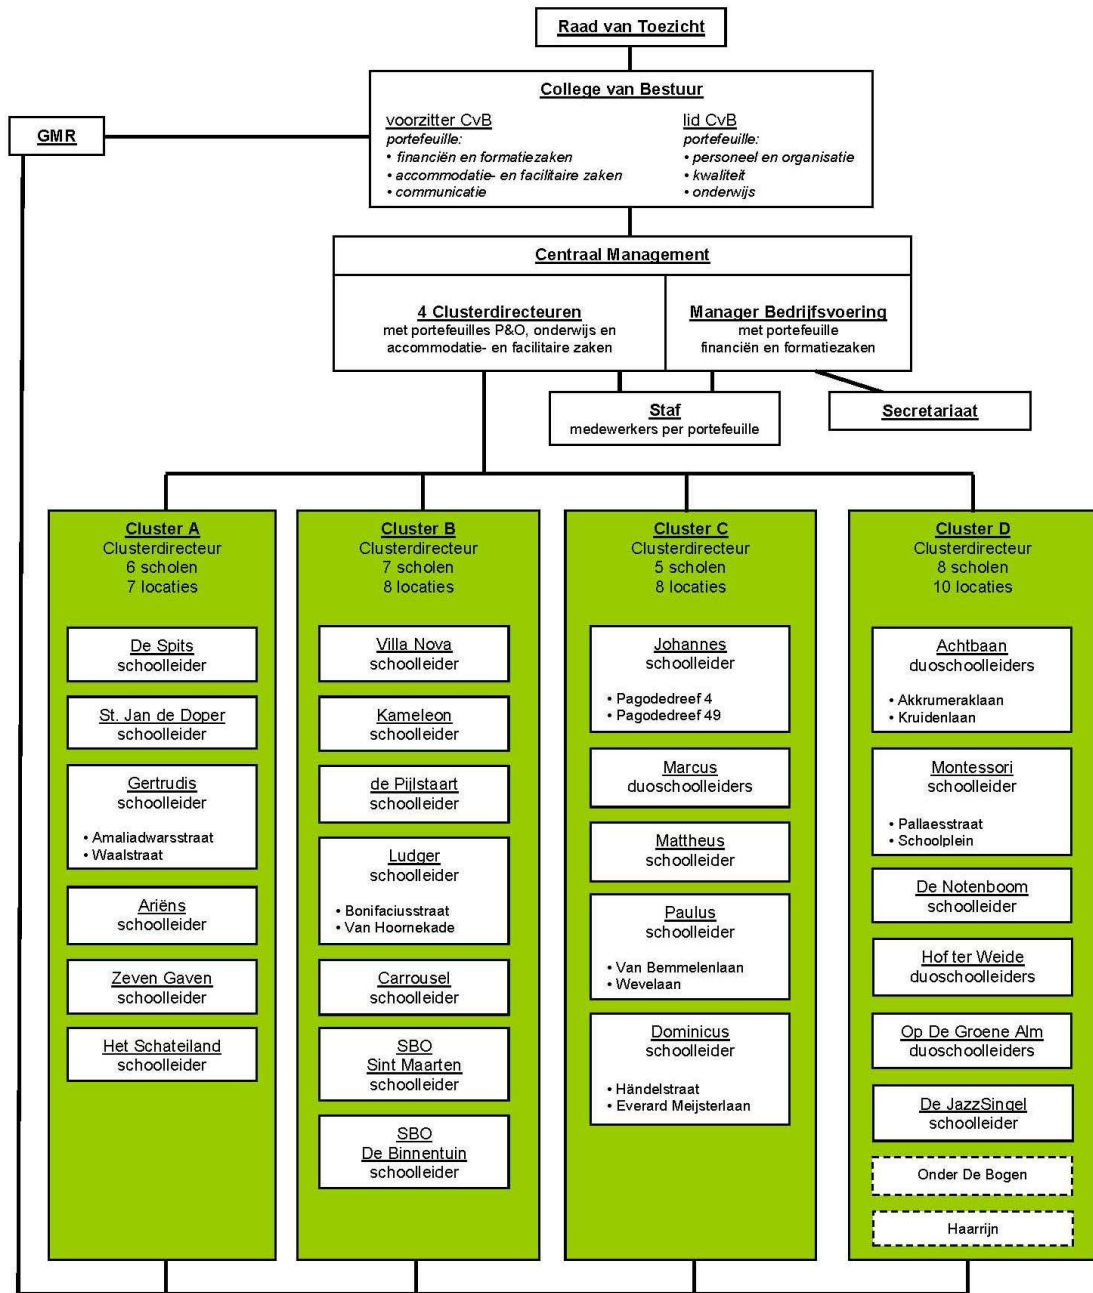 Raad van Toezicht
College van Bestuur
voorzitter CvB
portefeuille:
• financiën en formatiezaken
• accommodatie- en facilitaire zaken
• communicatie
lid CvB
portefeuille:
• personeel en organisatie
• kwaliteit
• onderwijs
GMR
Centraal Management
4 Clusterdirecteuren
met portefeuilles P&O, onderwijs en
accommodatie- en facilitaire zaken
Manager Bedrijfsvoering
met portefeuille
financiën en formatiezaken
Staf
medewerkers per portefeuille
Secretariaat
Cluster A
Clusterdirecteur
6 scholen
7 locaties
De Spits
schoolleider
St. Jan de Doper
schoolleider
Gertrudis
schoolleider
• Amaliadwarsstraat
• Waalstraat
Ariëns
schoolleider
Zeven Gaven
schoolleider
Het Schateiland
schoolleider
Cluster B
Clusterdirecteur
7 scholen
8 locaties
Villa Nova
schoolleider
Kameleon
schoolleider
de Pijlstaart
schoolleider
Ludger
schoolleider
• Bonifaciusstraat
• Van Hoornekade
Carrousel
schoolleider
SBO
Sint Maarten
schoolleider
SBO
De Binnentuin
schoolleider
Cluster C
Clusterdirecteur
5 scholen
8 locaties
Johannes
schoolleider
• Pagodedreef 4
• Pagodedreef 49
Marcus
duoschoolleiders
Mattheus
schoolleider
Paulus
schoolleider
• Van Bemmelenlaan
• Wevelaan
Dominicus
schoolleider
• Händelstraat
• Everard Meijsterlaan
Cluster D
Clusterdirecteur
8 scholen
10 locaties
Achtbaan
duoschoolleiders
• Akkrumeraklaan
• Kruidenlaan
Montessori
schoolleider
• Pallaesstraat
• Schoolplein
De Notenboom
schoolleider
Hof ter Weide
duoschoolleiders
Op De Groene Alm
duoschoolleiders
De JazzSingel
schoolleider
Onder De Bogen
Haarrijn